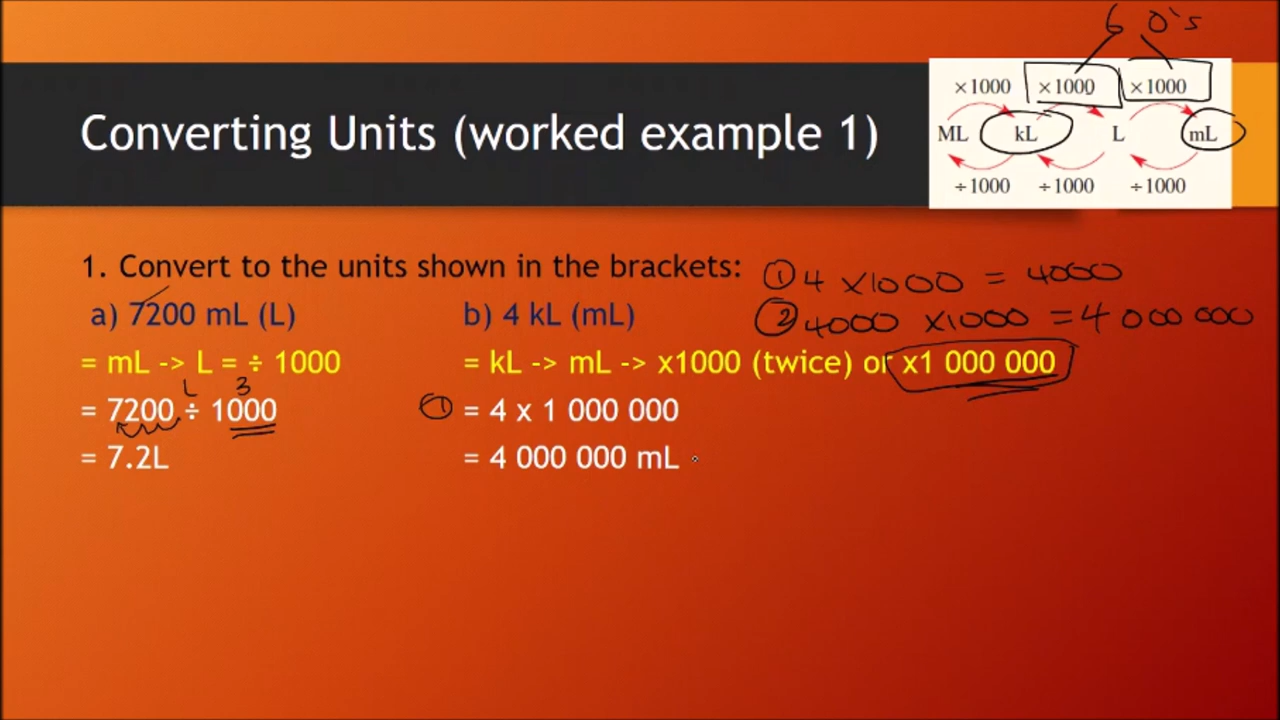 6 0's
×1000 ×1000 ×1000
ML kL L mL
÷1000 ÷1000 ÷1000
Converting Units (worked example 1)
1. Convert to the units shown in the brackets:
① 4 x1000 = 4000
a) 7200 mL (L) b) 4 kL (mL)
② 4000 x1000 = 4 000 000
= mL -> L = ÷ 1000 = kL -> mL -> x1000 (twice) or x1 000 000
L 3
= 7200 ÷ 1000 ① = 4 x 1 000 000
= 7.2L = 4 000 000 mL